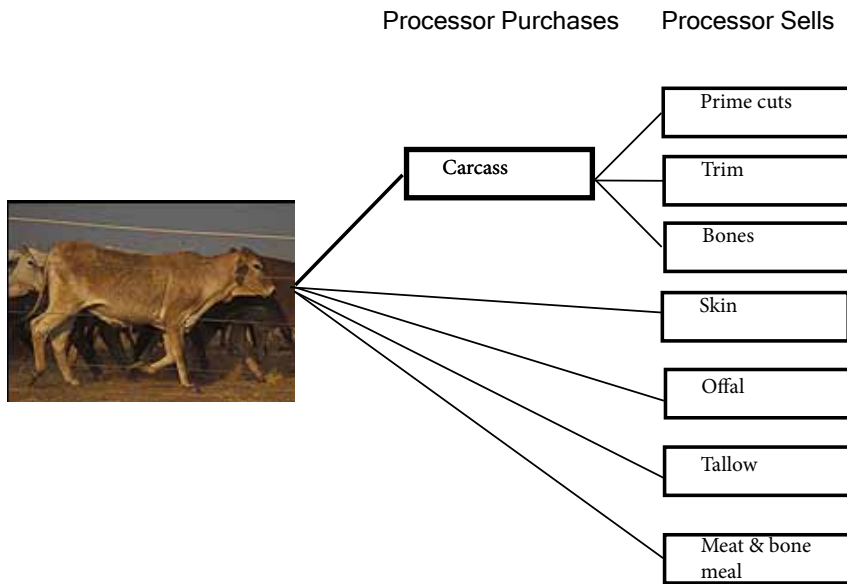 Processor Purchases Processor Sells
Prime cuts
Carcass
Trim
Bones
Skin
Offal
Tallow
Meat & bone
meal